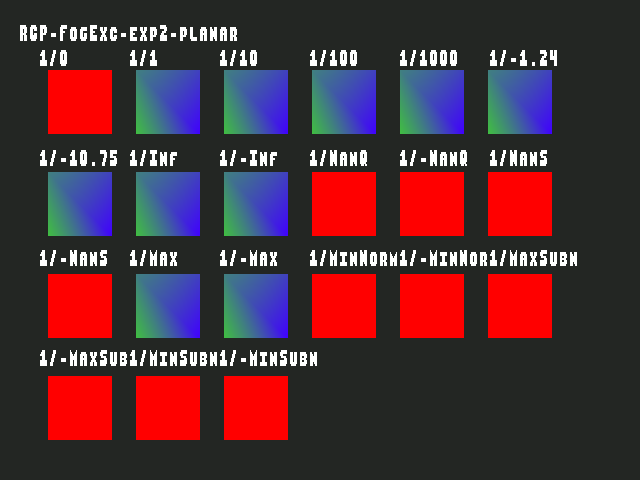 RCP-FogExc-exp2-planar
1/0 1/1 1/10 1/100 1/1000 1/-1.24
1/-10.75 1/Inf 1/-Inf 1/NanQ 1/-NanQ 1/NanS
1/-NanS 1/Max 1/-Max 1/MinNorm1/-MinNor1/MaxSubN
1/-MaxSub1/MinSubN1/-MinSubN